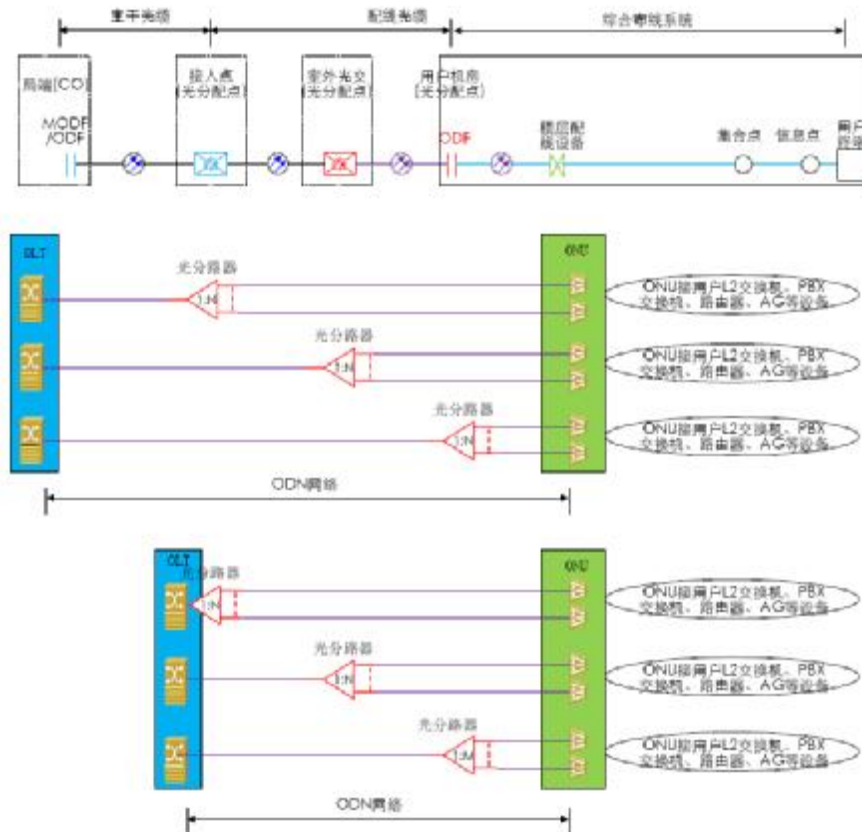 主干光缆
配线光缆
综合布线系统
局端(CO)
接入点
(光分配点)
室外光交
(光分配点)
用户机房
(光分配点)
MODF
/ODF
ODF
楼层配
线设备
集合点
信息点
用户
终端
OLT
光分路器
ONU
1:N
ONU接用户L2交换机、PBX
交换机、路由器、AG等设备
光分路器
1:N
ONU接用户L2交换机、PBX
交换机、路由器、AG等设备
光分路器
1:N
ONU接用户L2交换机、PBX
交换机、路由器、AG等设备
ODN网络
OLT
光分路器
ONU
1:N
ONU接用户L2交换机、PBX
交换机、路由器、AG等设备
光分路器
1:N
ONU接用户L2交换机、PBX
交换机、路由器、AG等设备
光分路器
1:M
ONU接用户L2交换机、PBX
交换机、路由器、AG等设备
ODN网络